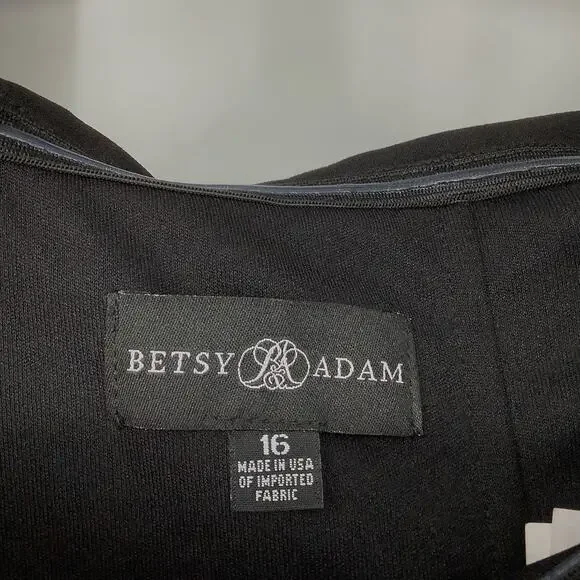 BETSY B&A ADAM
16
MADE IN USA
OF IMPORTED
FABRIC